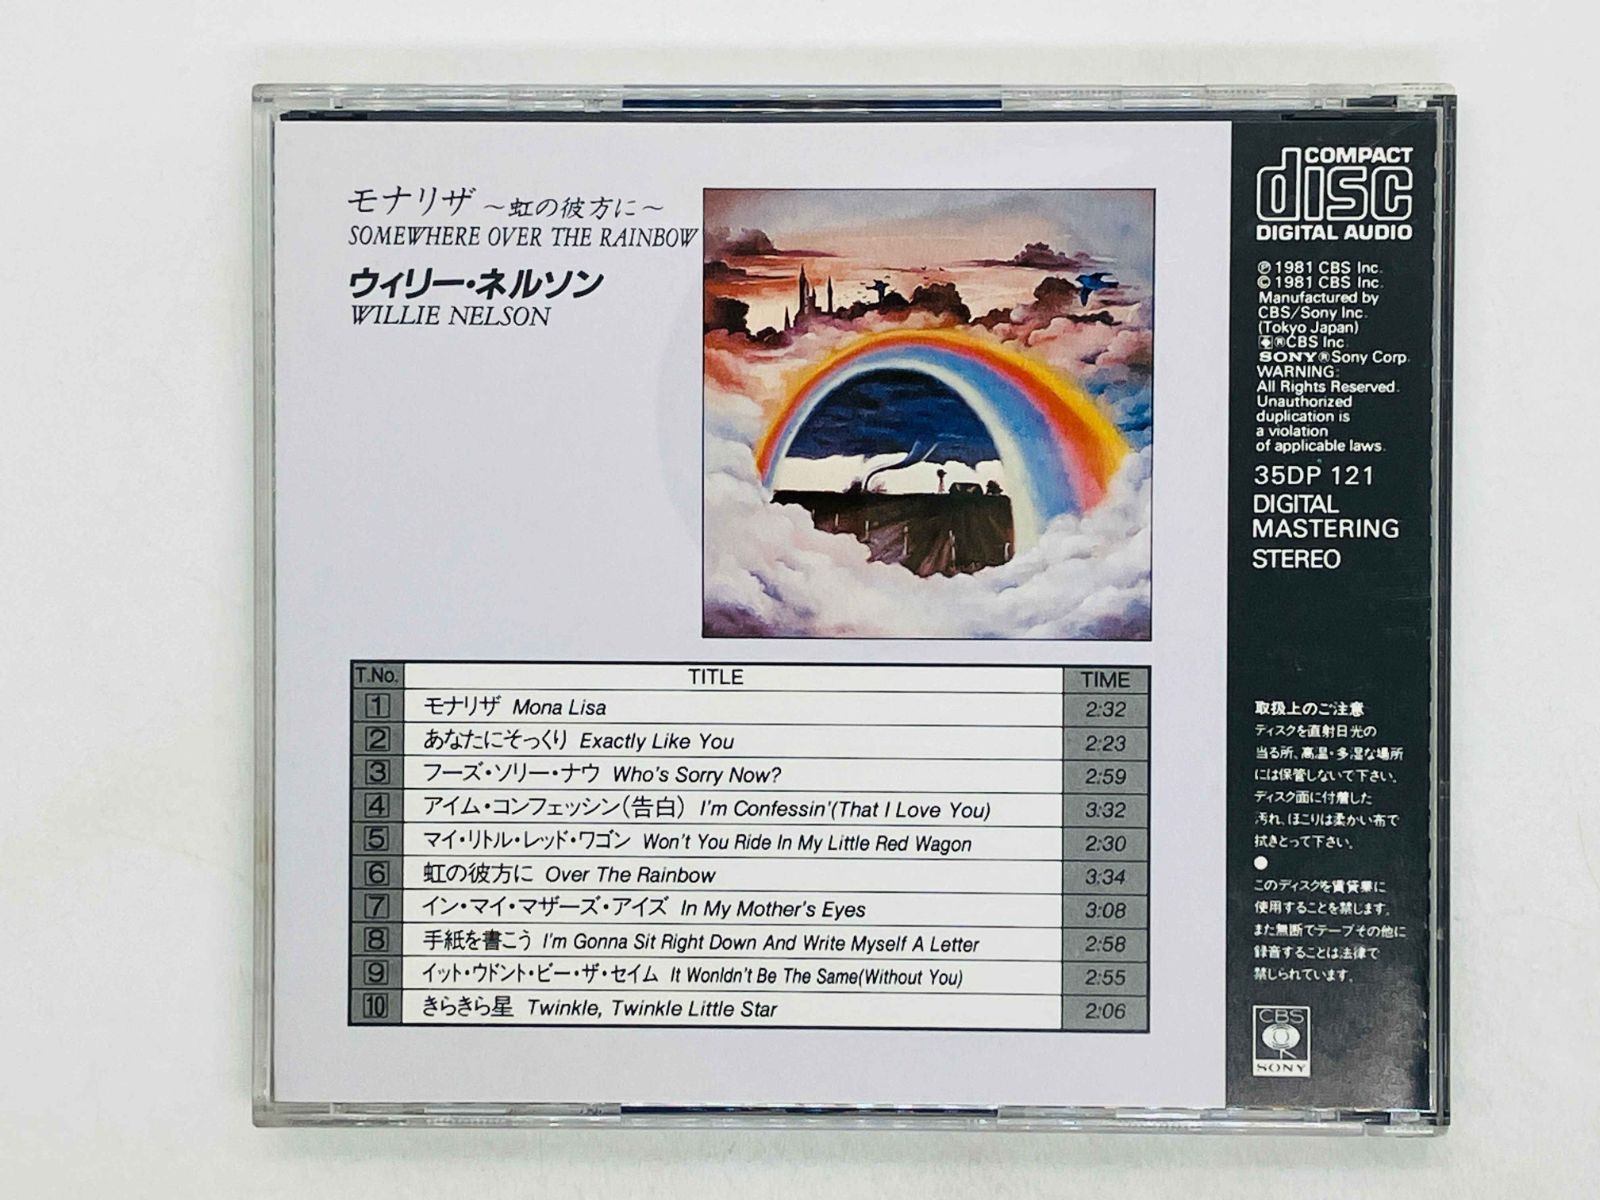 モナリザ 〜虹の彼方に〜
SOMEWHERE OVER THE RAINBOW
ウィリー・ネルソン
WILLIE NELSON
T.No. TITLE TIME
1 モナリザ Mona Lisa 2:32
2 あなたにそっくり Exactly Like You 2:23
3 フーズ・ソリー・ナウ Who's Sorry Now? 2:59
4 アイム・コンフェッシン(告白) I'm Confessin'(That I Love You) 3:32
5 マイ・リトル・レッド・ワゴン Won't You Ride In My Little Red Wagon 2:30
6 虹の彼方に Over The Rainbow 3:34
7 イン・マイ・マザーズ・アイズ In My Mother's Eyes 3:08
8 手紙を書こう I'm Gonna Sit Right Down And Write Myself A Letter 2:58
9 イット・ウドント・ビー・ザ・セイム It Wonldn't Be The Same(Without You) 2:55
10 きらきら星 Twinkle, Twinkle Little Star 2:06
COMPACT
disc
DIGITAL AUDIO
℗ 1981 CBS Inc.
© 1981 CBS Inc.
Manufactured by
CBS/Sony Inc.
(Tokyo Japan)
®CBS Inc.
SONY®Sony Corp.
WARNING:
All Rights Reserved.
Unauthorized
duplication is
a violation
of applicable laws.
35DP 121
DIGITAL
MASTERING
STEREO
取扱上のご注意
ディスクを直射日光の
当る所、高温・多湿な場所
には保管しないで下さい。
ディスク面に付着した
汚れ、ほこりは柔かい布で
拭きとって下さい。
●
このディスクを賃貸業に
使用することを禁じます。
また無断でテープその他に
録音することは法律で
禁じられています。
CBS
SONY